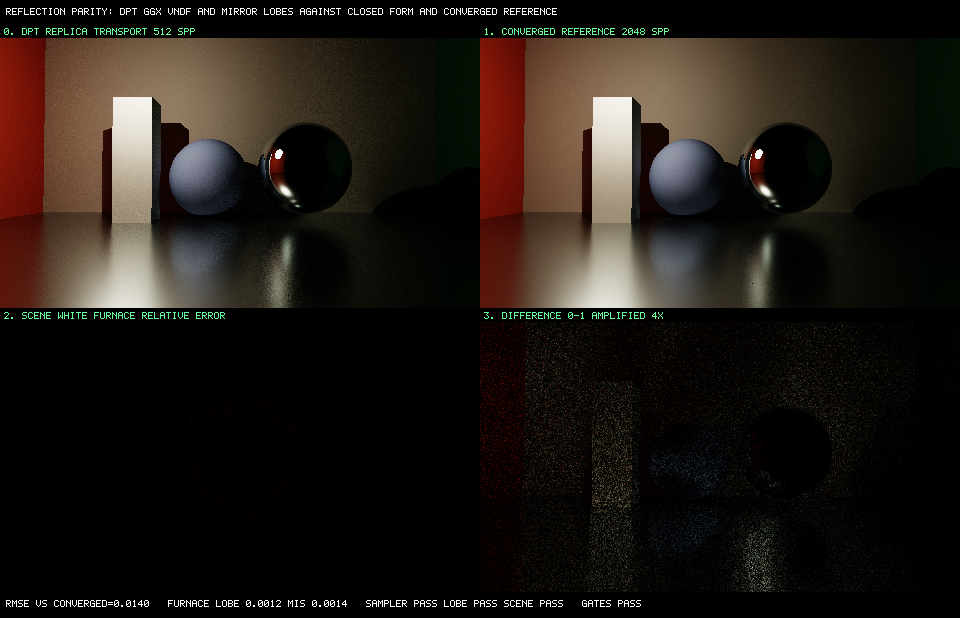 REFLECTION PARITY: DPT GGX VNDF AND MIRROR LOBES AGAINST CLOSED FORM AND CONVERGED REFERENCE
0. DPT REPLICA TRANSPORT 512 SPP
1. CONVERGED REFERENCE 2048 SPP
2. SCENE WHITE FURNACE RELATIVE ERROR
3. DIFFERENCE 0-1 AMPLIFIED 4X
RMSE VS CONVERGED=0.0140 FURNACE LOBE 0.0012 MIS 0.0014 SAMPLER PASS LOBE PASS SCENE PASS GATES PASS